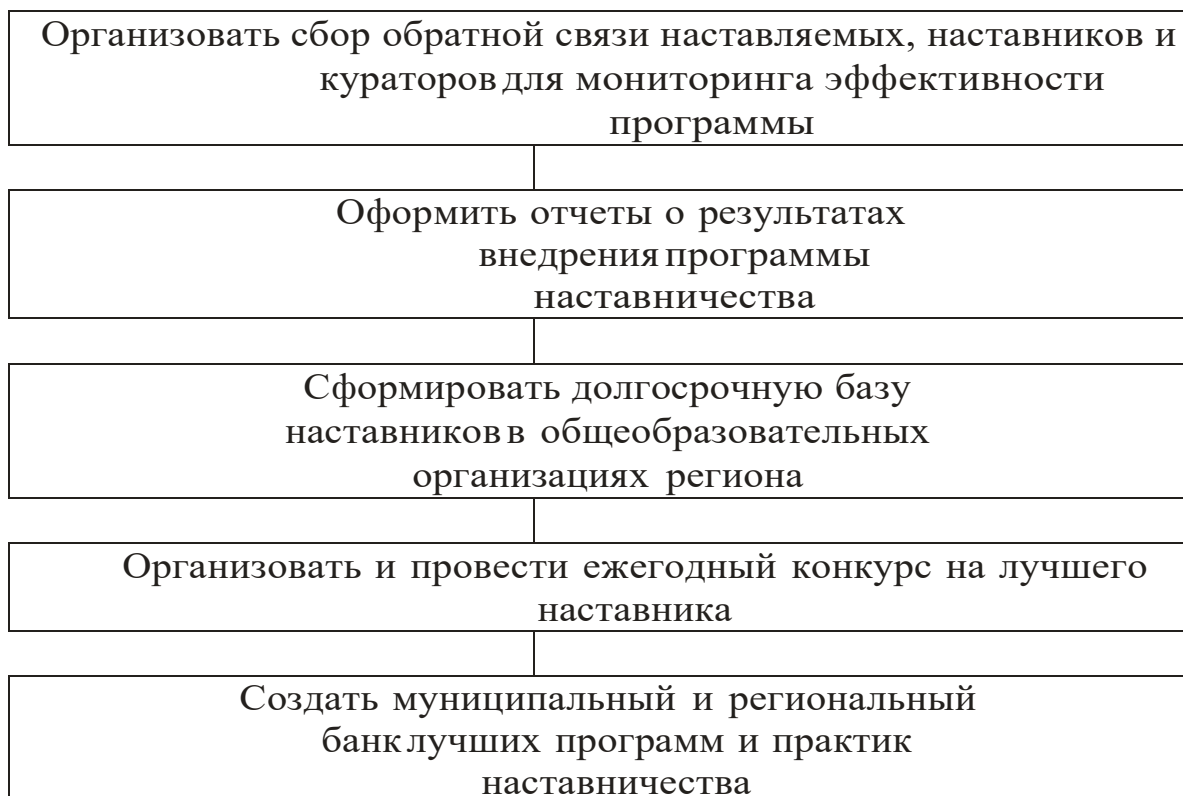 Организовать сбор обратной связи наставляемых, наставников и
кураторов для мониторинга эффективности
программы
Оформить отчеты о результатах
внедрения программы
наставничества
Сформировать долгосрочную базу
наставников в общеобразовательных
организациях региона
Организовать и провести ежегодный конкурс на лучшего
наставника
Создать муниципальный и региональный
банк лучших программ и практик
наставничества